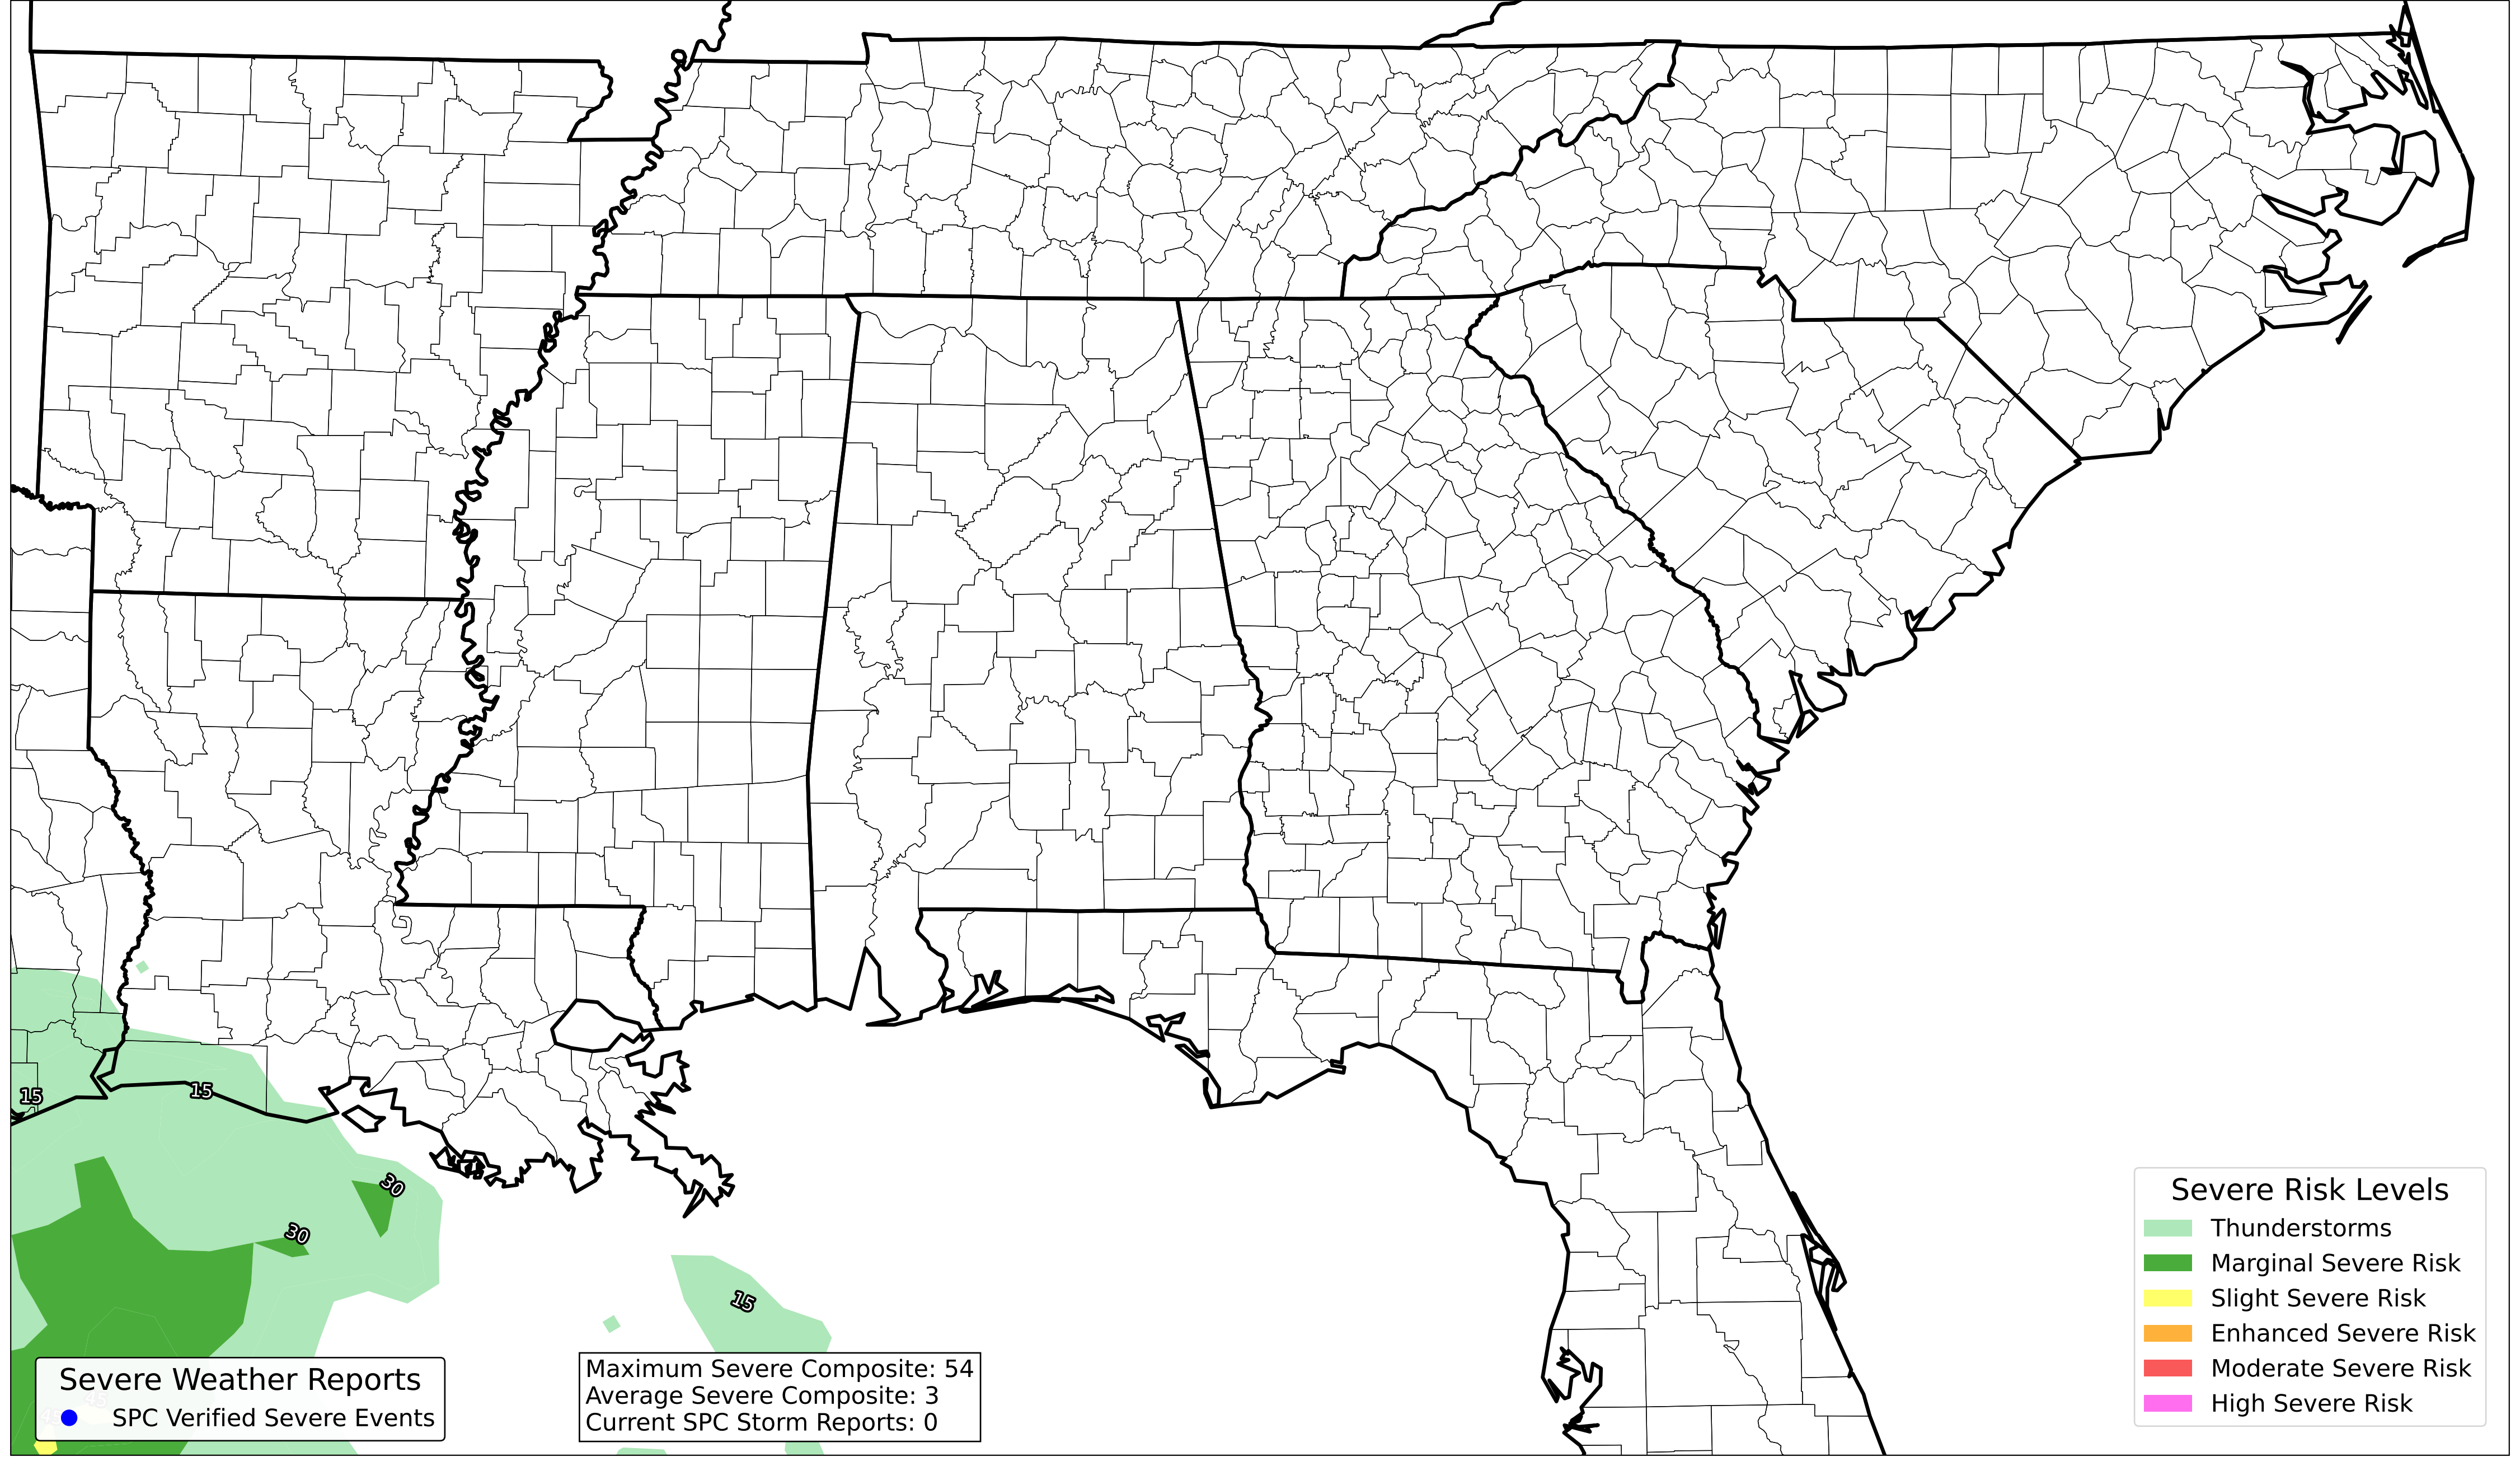 15
15
30
30
15
Severe Weather Reports
SPC Verified Severe Events
Maximum Severe Composite: 54
Average Severe Composite: 3
Current SPC Storm Reports: 0
Severe Risk Levels
Thunderstorms
Marginal Severe Risk
Slight Severe Risk
Enhanced Severe Risk
Moderate Severe Risk
High Severe Risk